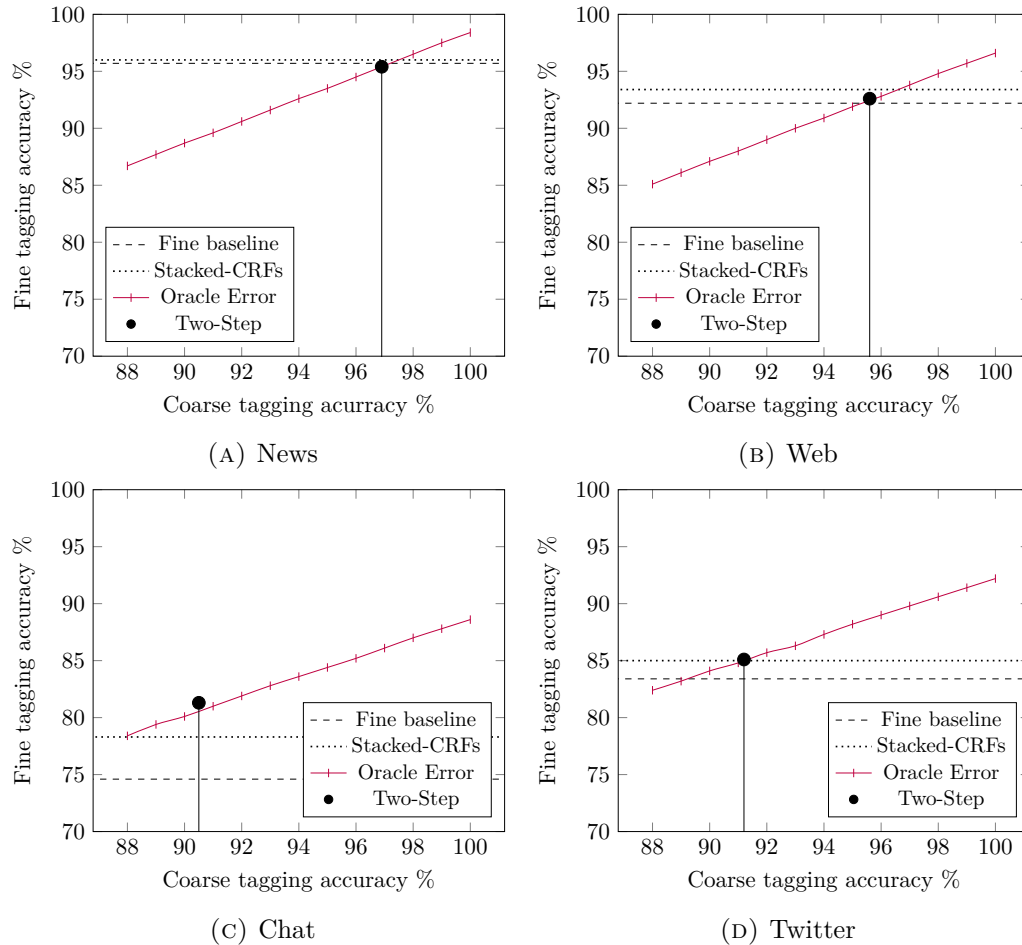 100
95
90
85
80
75
70
Fine tagging accuracy %
Fine baseline
Stacked-CRFs
Oracle Error
Two-Step
88 90 92 94 96 98 100
Coarse tagging acurracy %
(A) News
100
95
90
85
80
75
70
Fine tagging accuracy %
Fine baseline
Stacked-CRFs
Oracle Error
Two-Step
88 90 92 94 96 98 100
Coarse tagging accuracy %
(B) Web
100
95
90
85
80
75
70
Fine tagging accuracy %
Fine baseline
Stacked-CRFs
Oracle Error
Two-Step
88 90 92 94 96 98 100
Coarse tagging accuracy %
(C) Chat
100
95
90
85
80
75
70
Fine tagging accuracy %
Fine baseline
Stacked-CRFs
Oracle Error
Two-Step
88 90 92 94 96 98 100
Coarse tagging accuracy %
(D) Twitter